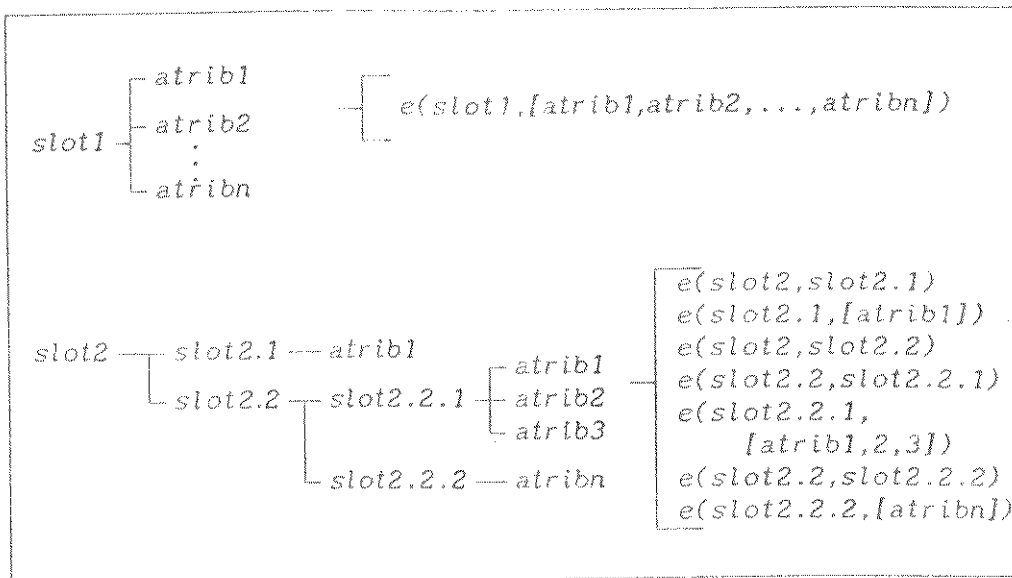 atrib1
slot1 atrib2
atribn
e(slot1,[atrib1,atrib2,...,atribn])
slot2 slot2.1 atrib1
slot2.2 slot2.2.1 atrib1
atrib2
atrib3
slot2.2.2 atribn
e(slot2,slot2.1)
e(slot2.1,[atrib1])
e(slot2,slot2.2)
e(slot2.2,slot2.2.1)
e(slot2.2.1,
[atrib1,2,3])
e(slot2.2,slot2.2.2)
e(slot2.2.2,[atribn])